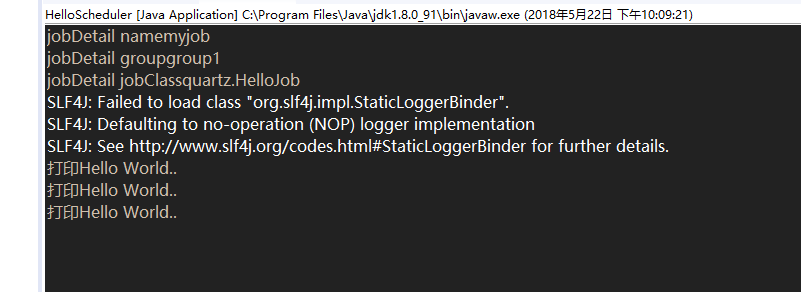 HelloScheduler [Java Application] C:\Program Files\Java\jdk1.8.0_91\bin\javaw.exe (2018年5月22日 下午10:09:21)
jobDetail namemyjob
jobDetail groupgroup1
jobDetail jobClassquartz.HelloJob
SLF4J: Failed to load class "org.slf4j.impl.StaticLoggerBinder".
SLF4J: Defaulting to no-operation (NOP) logger implementation
SLF4J: See http://www.slf4j.org/codes.html#StaticLoggerBinder for further details.
打印Hello World..
打印Hello World..
打印Hello World..